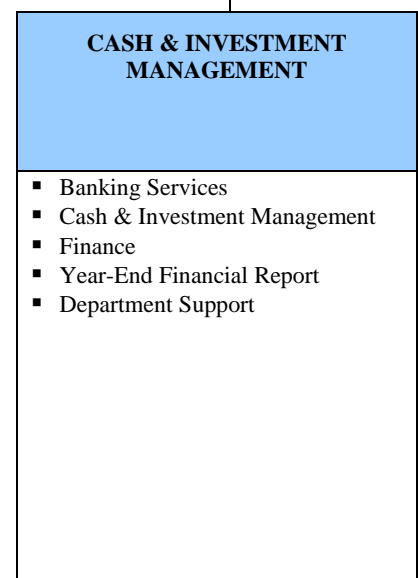 CASH & INVESTMENT
MANAGEMENT
▪ Banking Services
▪ Cash & Investment Management
▪ Finance
▪ Year-End Financial Report
▪ Department Support